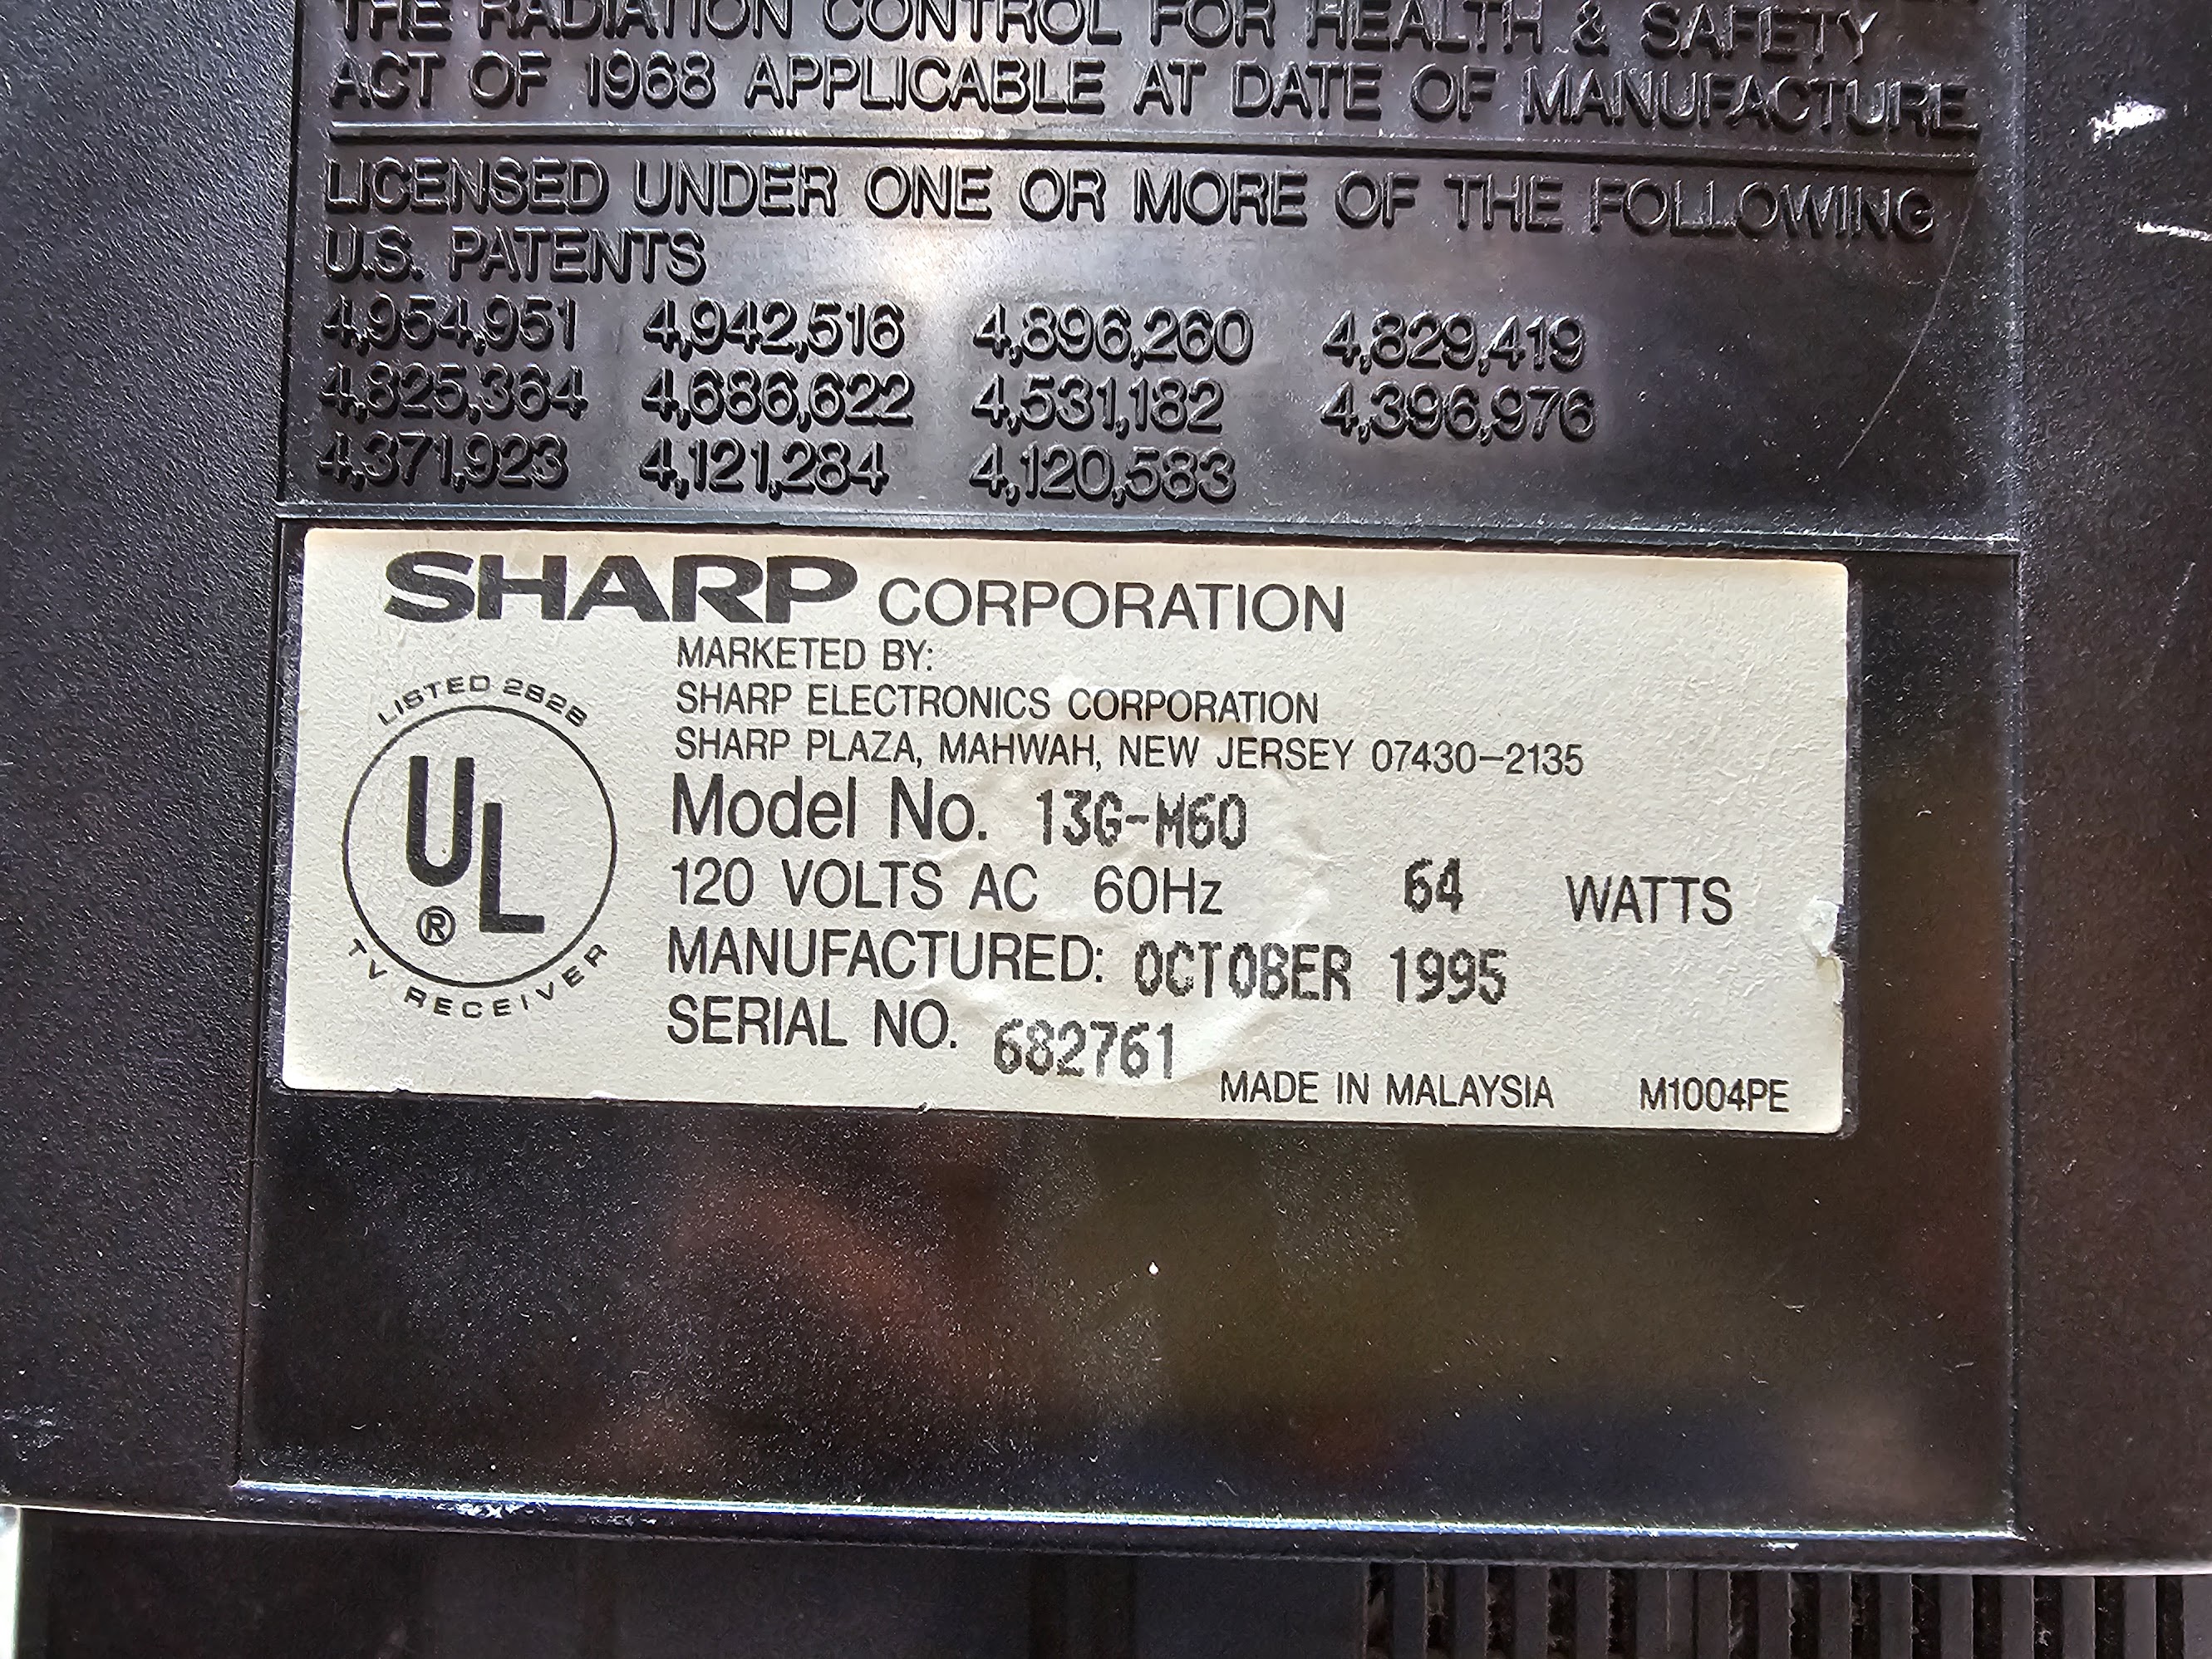 THE RADIATION CONTROL FOR HEALTH & SAFETY
ACT OF 1968 APPLICABLE AT DATE OF MANUFACTURE.
LICENSED UNDER ONE OR MORE OF THE FOLLOWING
U.S. PATENTS
4,954,951 4,942,516 4,896,260 4,829,419
4,825,364 4,686,622 4,531,182 4,396,976
4,371,923 4,121,284 4,120,583
SHARP CORPORATION
MARKETED BY:
SHARP ELECTRONICS CORPORATION
SHARP PLAZA, MAHWAH, NEW JERSEY 07430-2135
LISTED 282B
UL
®
TV RECEIVER
Model No. 13G-M60
120 VOLTS AC 60Hz 64 WATTS
MANUFACTURED: OCTOBER 1995
SERIAL NO. 682761
MADE IN MALAYSIA M1004PE